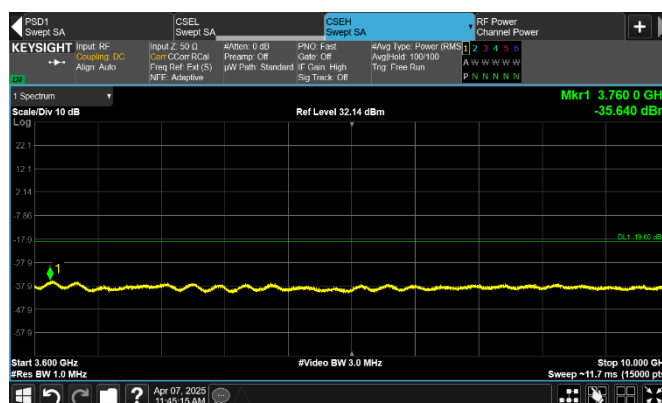 PSD1
Swept SA
CSEL
Swept SA
CSEH
Swept SA
RF Power
Channel Power
KEYSIGHT
Input: RF
Coupling: DC
Align: Auto
Input Z: 50 Ω
Corr CCorr RCal
Freq Ref: Ext (S)
NFE: Adaptive
#Atten: 0 dB
Preamp: Off
µW Path: Standard
PNO: Fast
Gate: Off
IF Gain: High
Sig Track: Off
#Avg Type: Power (RMS
Avg|Hold: 100/100
Trig: Free Run
1 2 3 4 5 6
A W W W W W
P N N N N N
1 Spectrum
Scale/Div 10 dB
Ref Level 32.14 dBm
Mkr1 3.760 0 GH
-35.640 dBr
Log
22.1
12.1
2.14
-7.86
-17.9
-27.9
-37.9
-47.9
-57.9
1
DL1 -19.00 dB
Start 3.600 GHz
#Video BW 3.0 MHz
Stop 10.000 GH
#Res BW 1.0 MHz
Sweep ~11.7 ms (15000 pts
Apr 07, 2025
11:45:15 AM